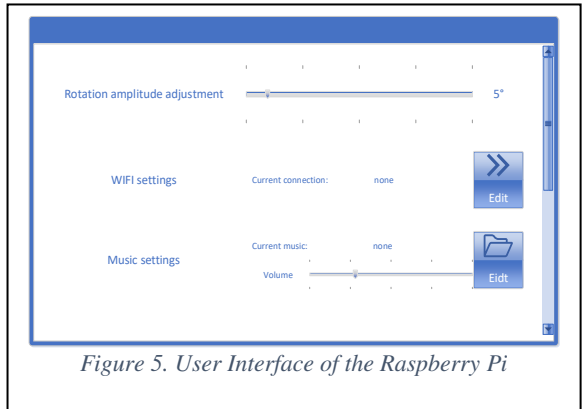 Rotation amplitude adjustment 5°
WIFI settings Current connection: none Edit
Current music: none
Music settings
Volume Eidt
Figure 5. User Interface of the Raspberry Pi